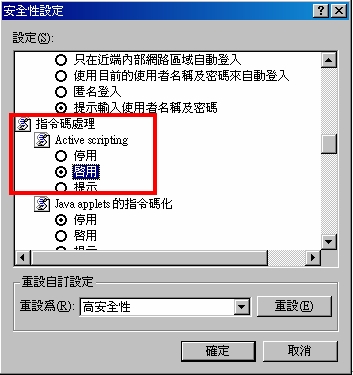 安全性設定
設定(S):
只在近端內部網路區域自動登入
使用目前的使用者名稱及密碼來自動登入
匿名登入
提示輸入使用者名稱及密碼
指令碼處理
Active scripting
停用
啓用
提示
Java applets 的指令碼化
停用
啓用
提示
重設自訂設定
重設爲(R):
高安全性
重設(E)
確定
取消